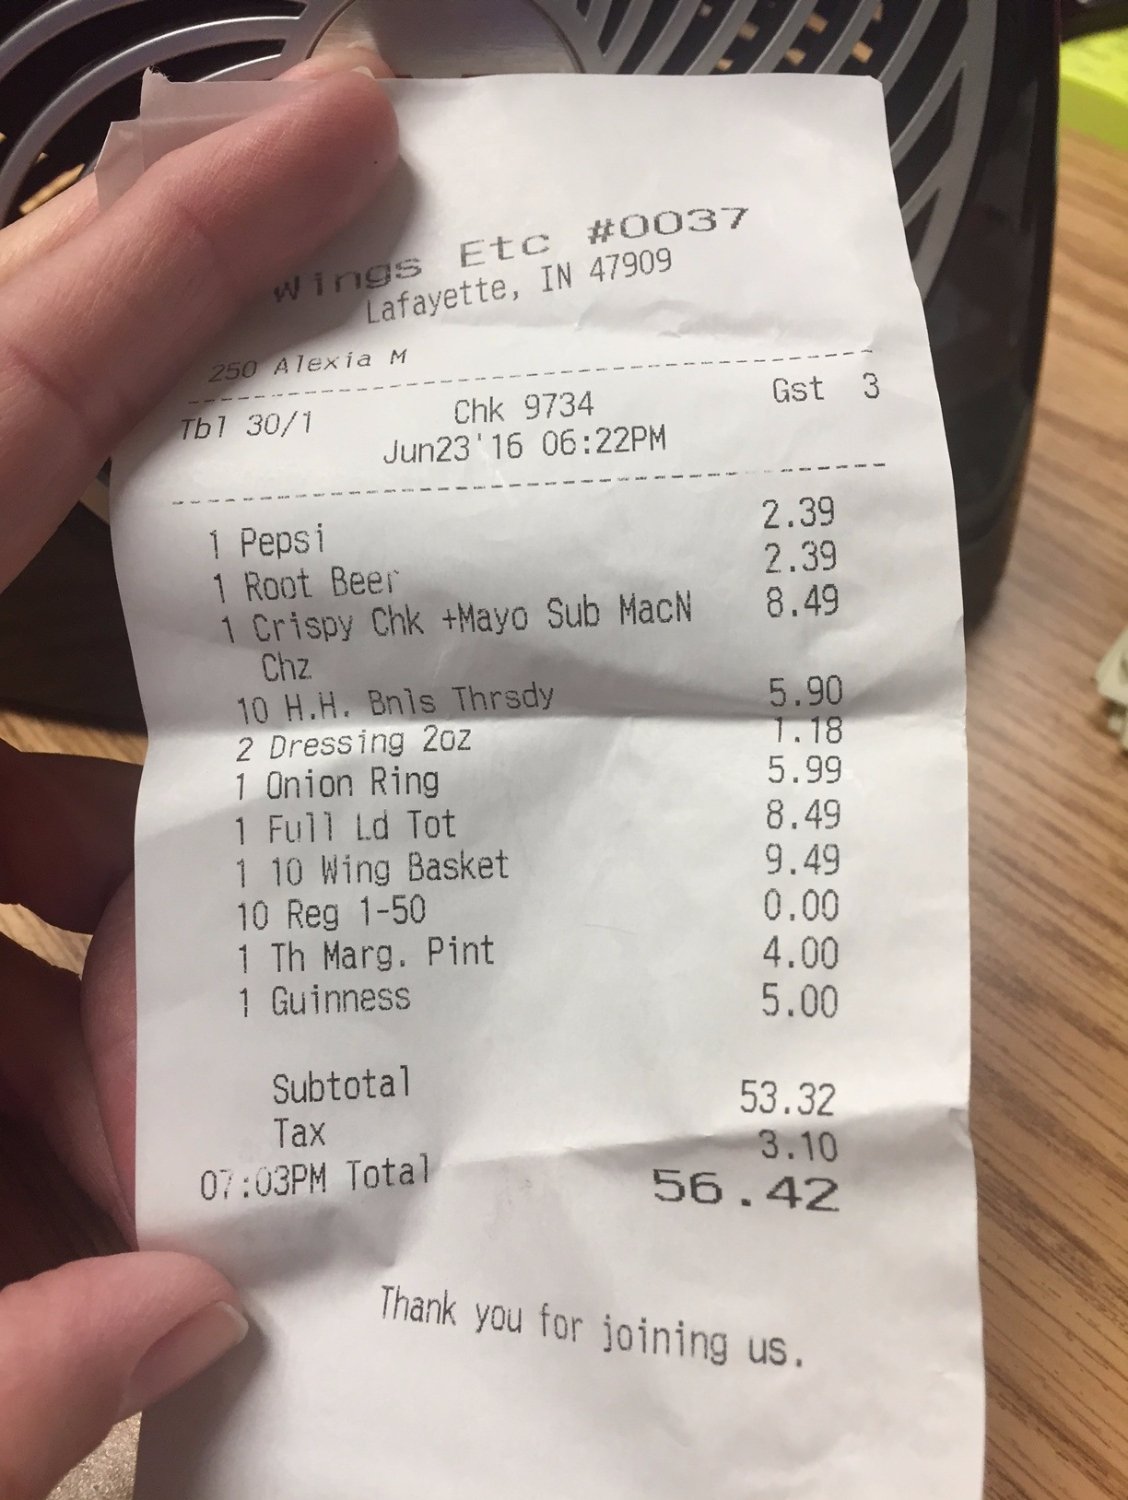 Wings Etc #0037
Lafayette, IN 47909
250 Alexia M
Tbl 30/1 Chk 9734 Gst 3
Jun23'16 06:22PM
1 Pepsi 2.39
1 Root Beer 2.39
1 Crispy Chk +Mayo Sub MacN 8.49
Chz
10 H.H. Bnls Thrsdy 5.90
2 Dressing 2oz 1.18
1 Onion Ring 5.99
1 Full Ld Tot 8.49
1 10 Wing Basket 9.49
10 Reg 1-50 0.00
1 Th Marg. Pint 4.00
1 Guinness 5.00
Subtotal 53.32
Tax 3.10
07:03PM Total 56.42
Thank you for joining us.